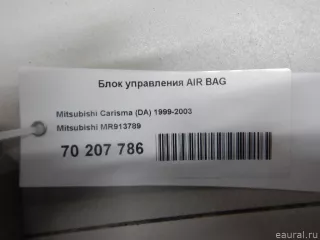 Блок управления AIR BAG
Mitsubishi Carisma (DA) 1999-2003
Mitsubishi MR913789
70 207 786
eaural.ru